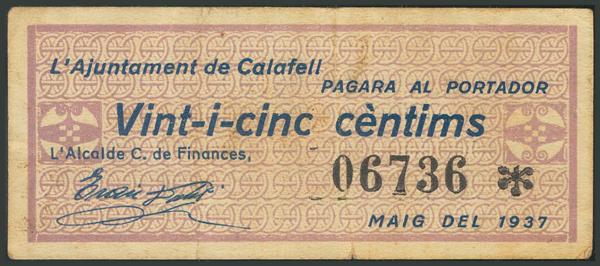 L'Ajuntament de Calafell
PAGARA AL PORTADOR
Vint-i-cinc cèntims
L'Alcalde C. de Finances,
06736 *
MAIG DEL 1937